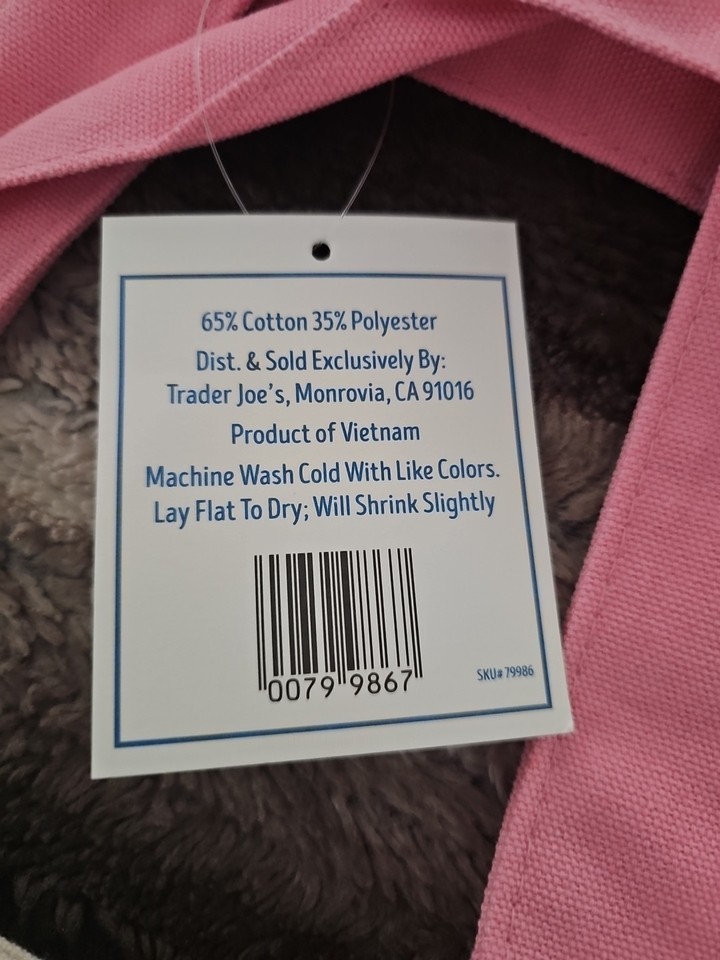 65% Cotton 35% Polyester
Dist. & Sold Exclusively By:
Trader Joe's, Monrovia, CA 91016
Product of Vietnam
Machine Wash Cold With Like Colors.
Lay Flat To Dry; Will Shrink Slightly
0079 9867
SKU# 79986